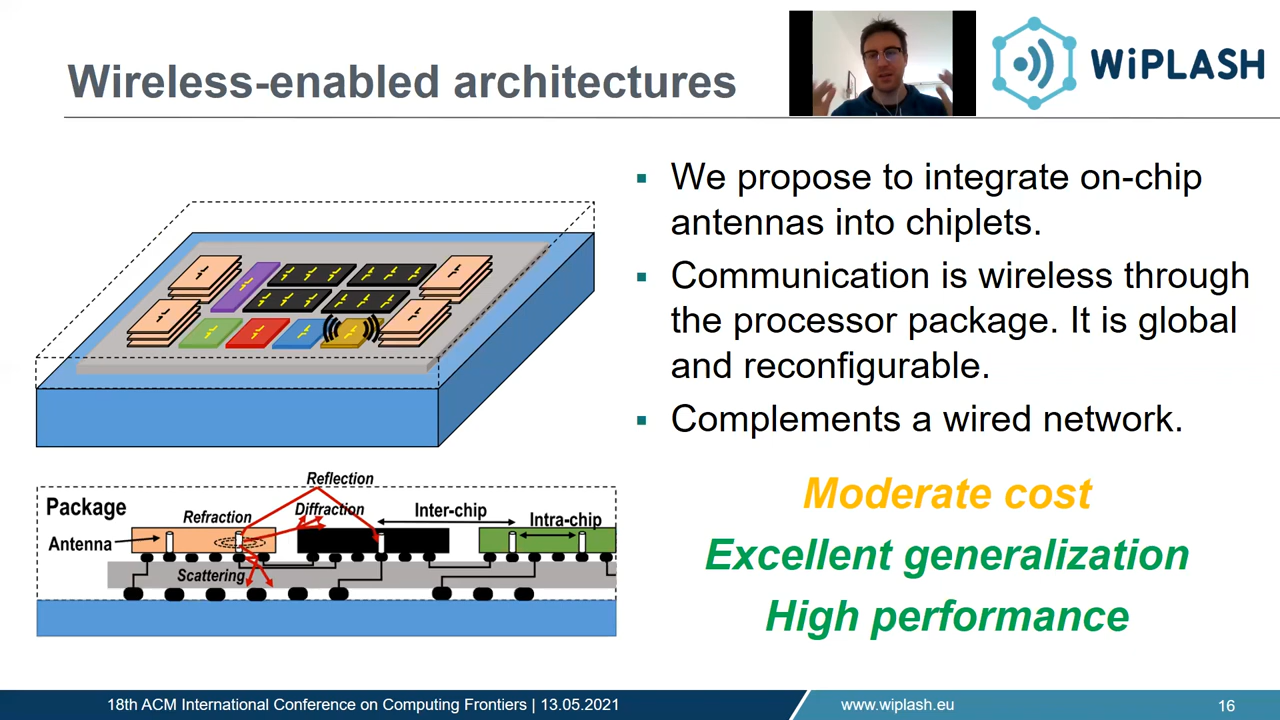 Wireless-enabled architectures
WiPLASH
▪ We propose to integrate on-chip
antennas into chiplets.
▪ Communication is wireless through
the processor package. It is global
and reconfigurable.
▪ Complements a wired network.
Moderate cost
Excellent generalization
High performance
Package
Antenna
Refraction
Reflection
Diffraction
Scattering
Inter-chip
Intra-chip
18th ACM International Conference on Computing Frontiers | 13.05.2021
www.wiplash.eu
16